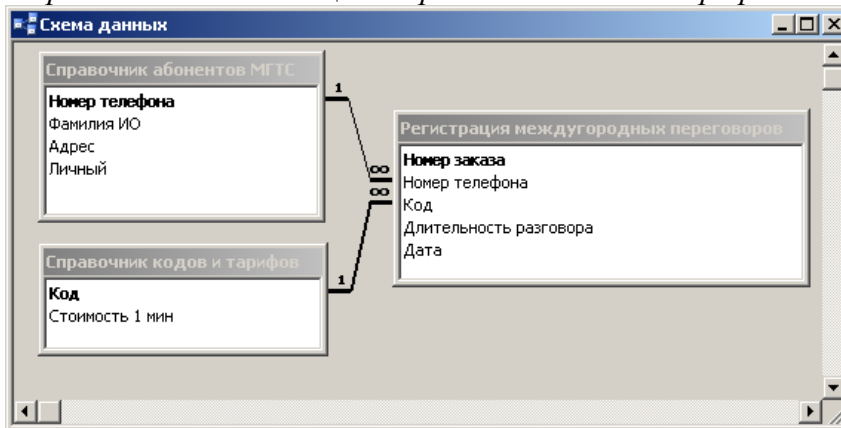 Схема данных
Справочник абонентов МГТС
Номер телефона
Фамилия ИО
Адрес
Личный
1
∞
∞
1
Регистрация междугородных переговоров
Номер заказа
Номер телефона
Код
Длительность разговора
Дата
Справочник кодов и тарифов
Код
Стоимость 1 мин